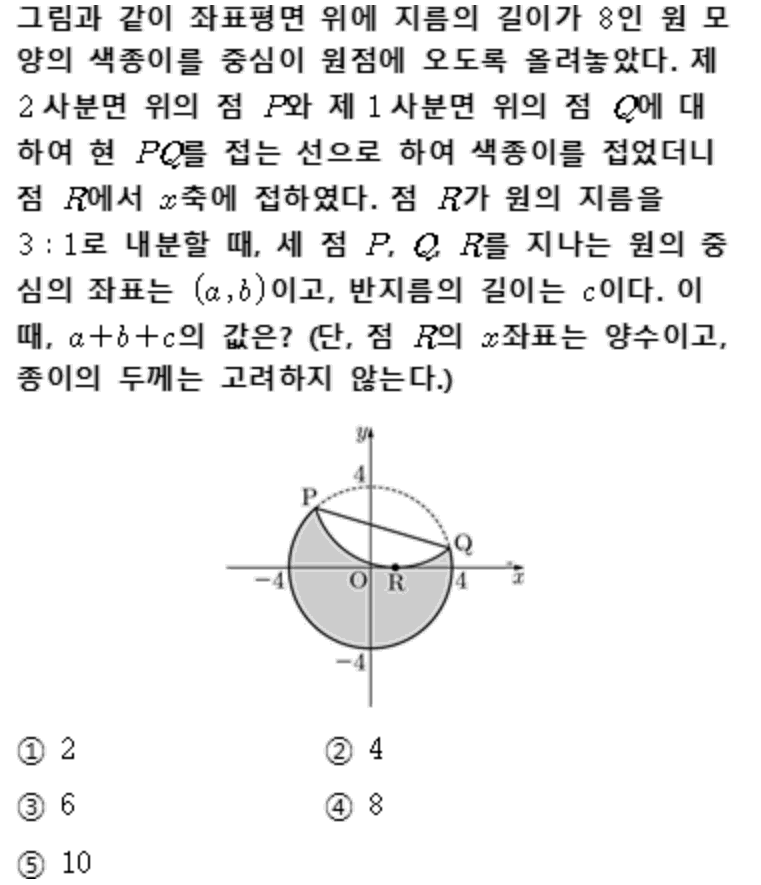 그림과 같이 좌표평면 위에 지름의 길이가 8인 원 모
양의 색종이를 중심이 원점에 오도록 올려놓았다. 제
2사분면 위의 점 P와 제 1사분면 위의 점 Q에 대
하여 현 PQ를 접는 선으로 하여 색종이를 접었더니
점 R에서 x축에 접하였다. 점 R가 원의 지름을
3 : 1로 내분할 때, 세 점 P, Q, R를 지나는 원의 중
심의 좌표는 (a,b)이고, 반지름의 길이는 c이다. 이
때, a+b+c의 값은? (단, 점 R의 x좌표는 양수이고,
종이의 두께는 고려하지 않는다.)
y
4
P
Q
-4
O
R
4
x
-4
① 2
② 4
③ 6
④ 8
⑤ 10